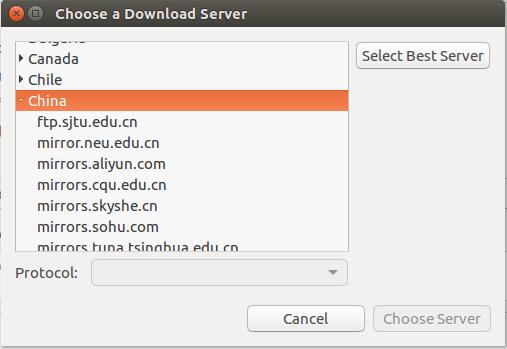 Choose a Download Server
Bulgaria
Canada
Chile
China
ftp.sjtu.edu.cn
mirror.neu.edu.cn
mirrors.aliyun.com
mirrors.cqu.edu.cn
mirrors.skyshe.cn
mirrors.sohu.com
mirrors.tuna.tsinghua.edu.cn
Select Best Server
Protocol:
Cancel
Choose Server